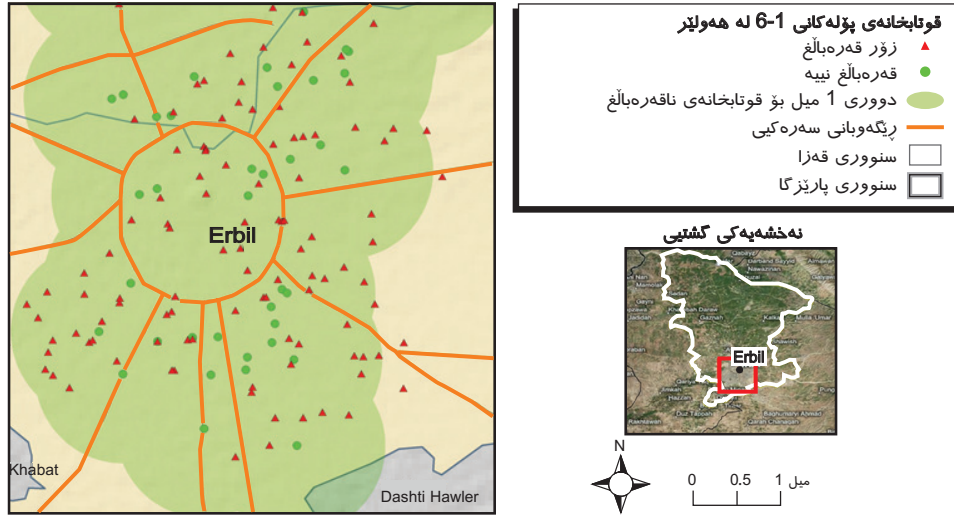 Erbil
Khabat
Dashti Hawler
قوتابخانەی پۆلەکانی 1-6 لە هەولێر
زۆر قەرەباڵغ
قەرەباڵغ نییە
دووری 1 میل بۆ قوتابخانەی ناقەرەباڵغ
ڕێگەوبانی سەرەکیی
سنووری قەزا
سنووری پارێزگا
نەخشەیەکی گشتیی
Erbil
N
0 0.5 1 میل